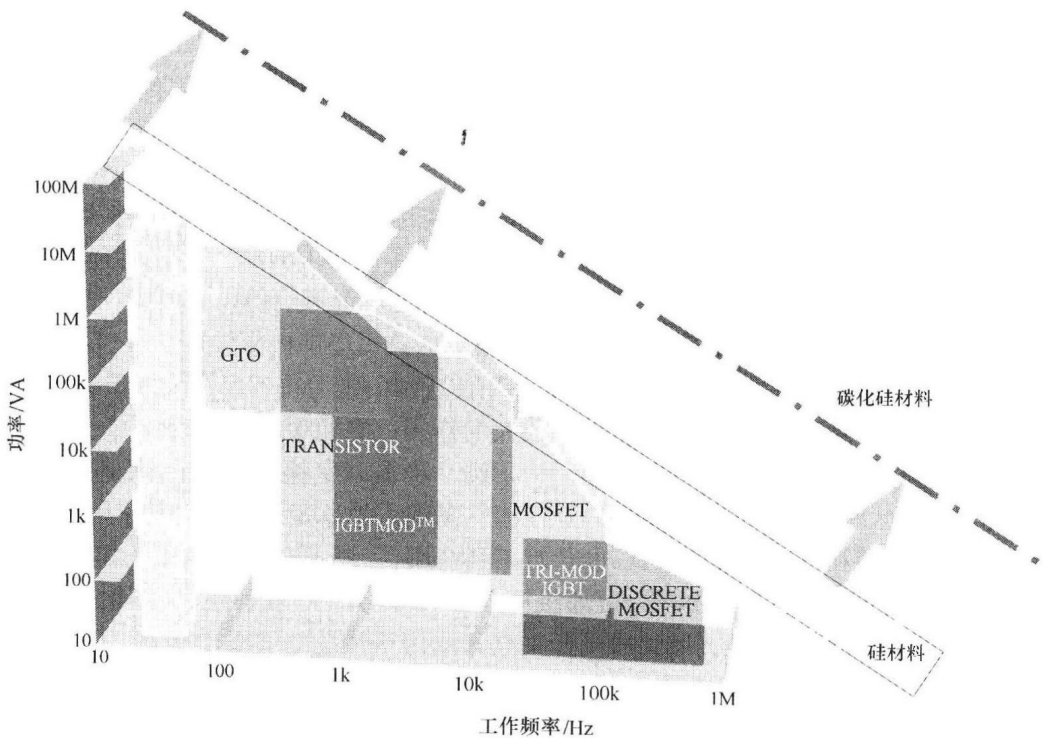 100M
10M
1M
100k
10k
1k
100
10
功率/VA
GTO
TRANSISTOR
IGBTMOD™
MOSFET
TRI-MOD
IGBT
DISCRETE
MOSFET
碳化硅材料
硅材料
10
100
1k
10k
100k
1M
工作频率/Hz